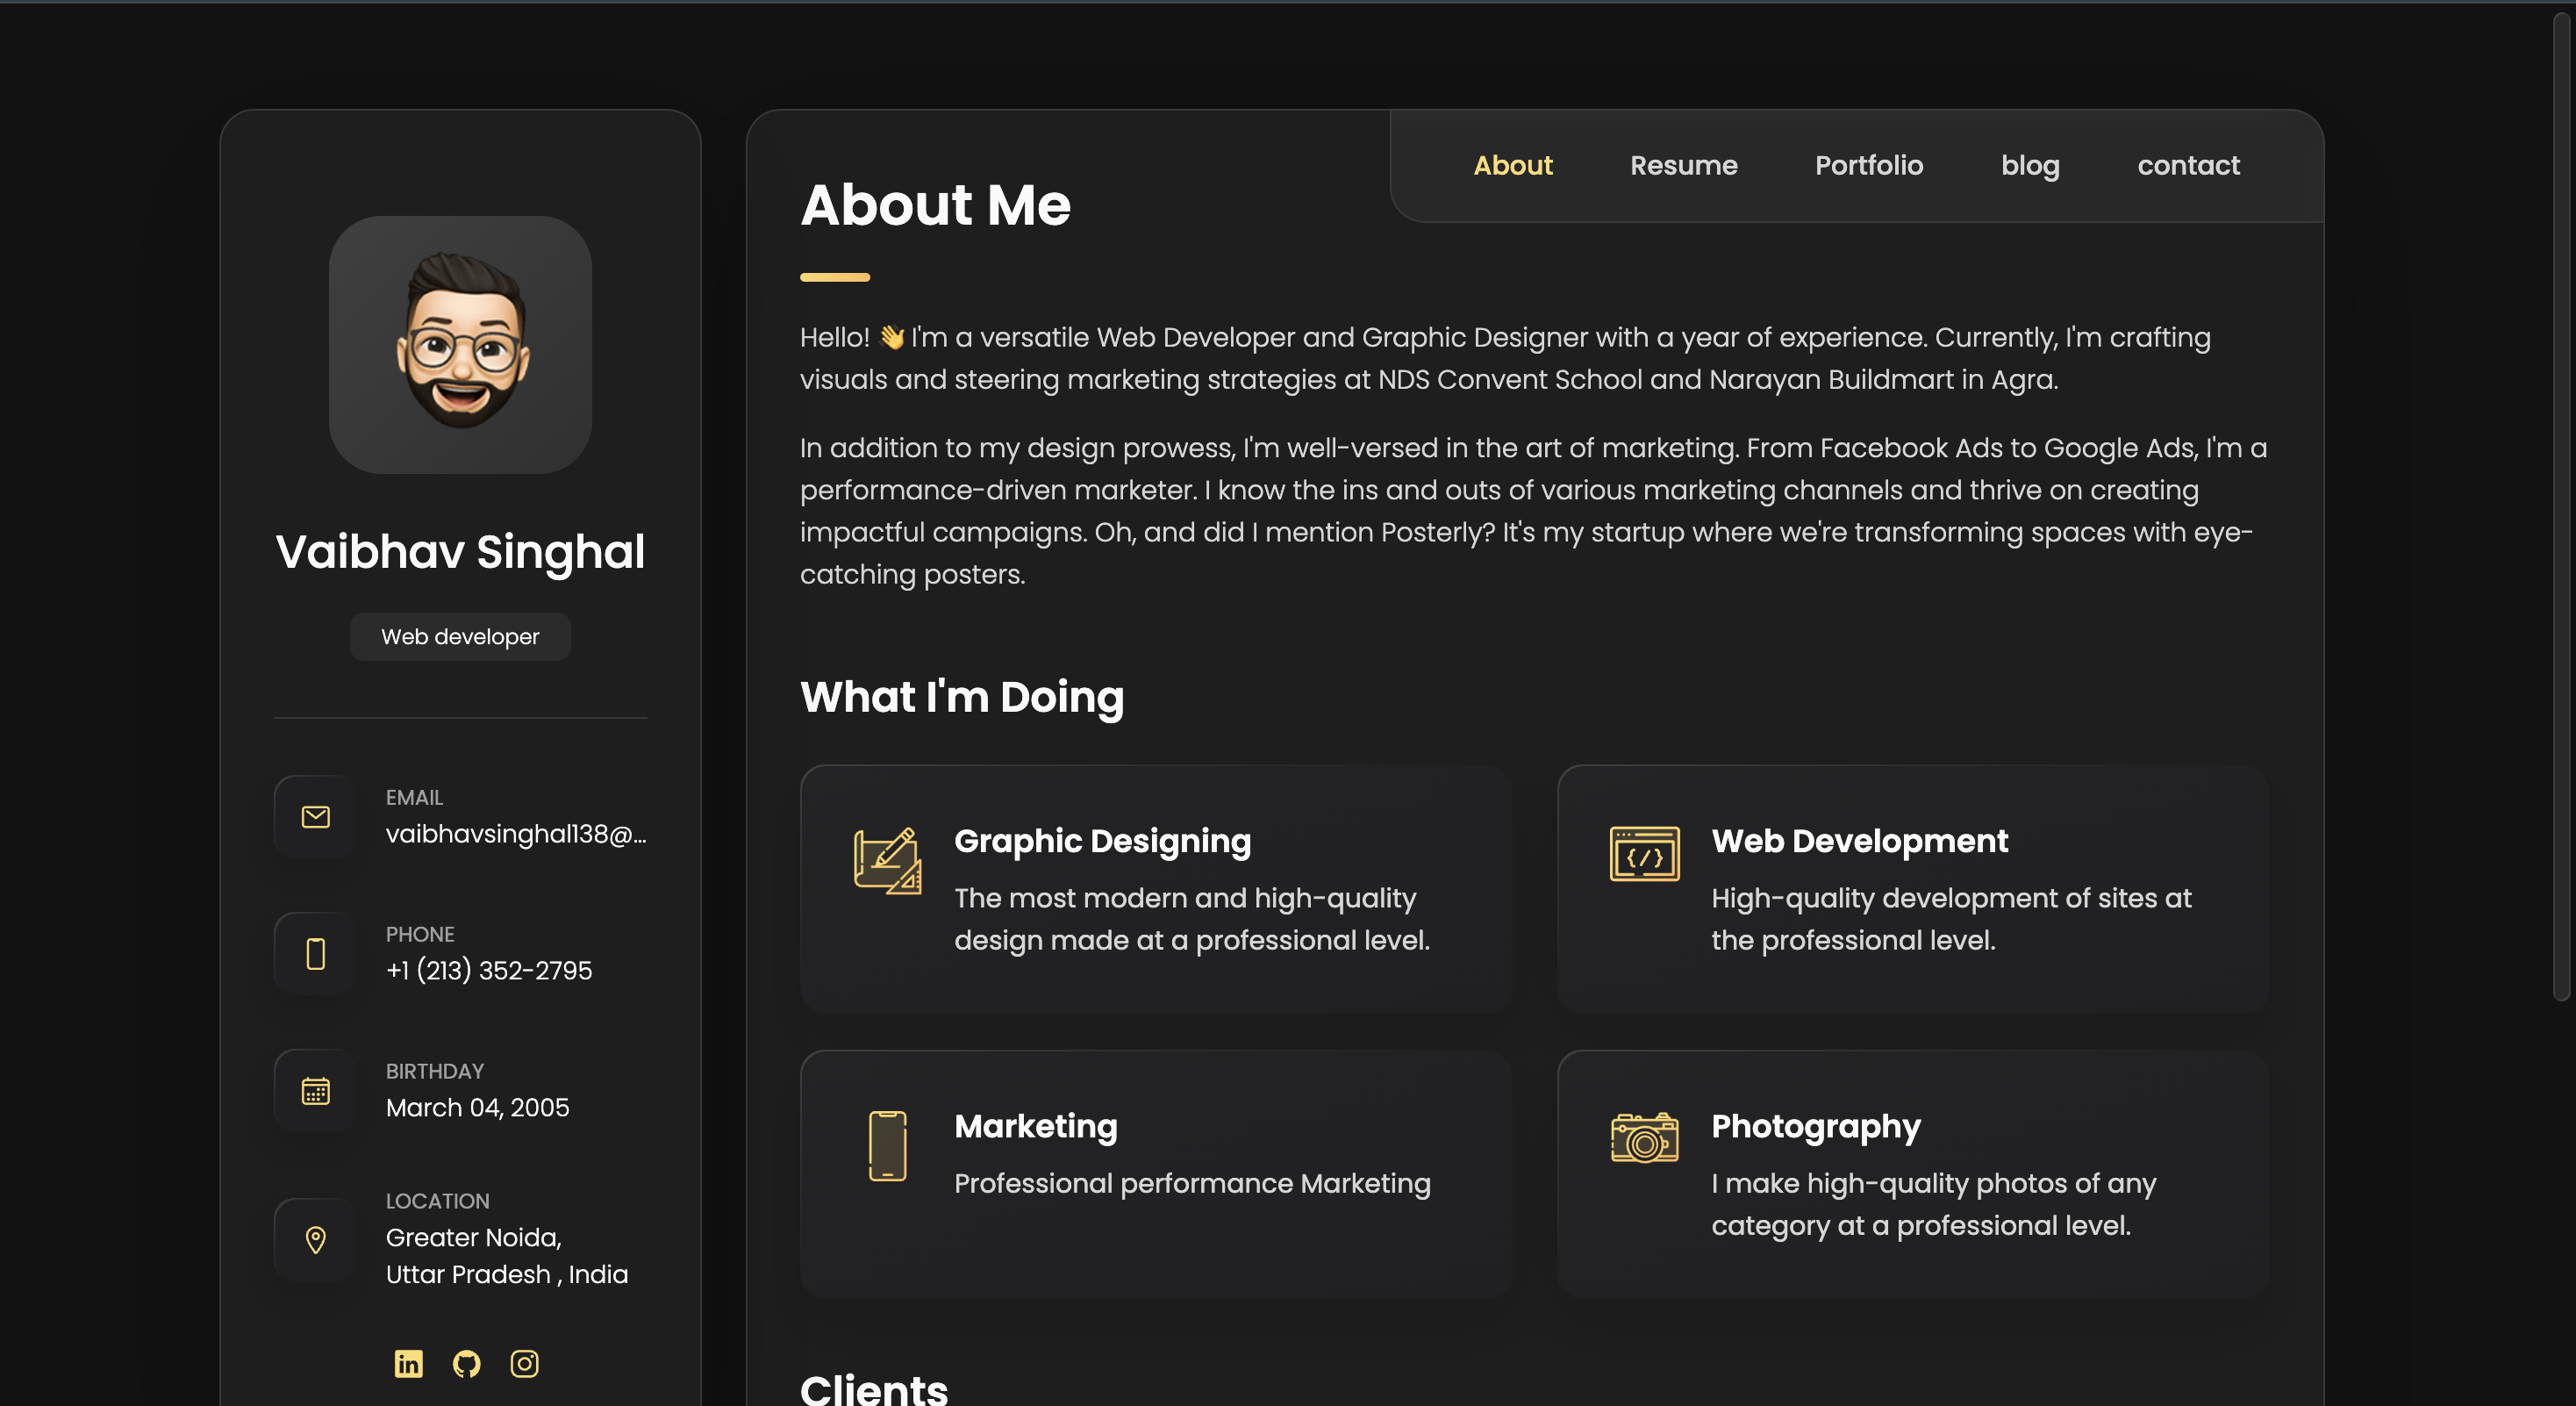 Vaibhav Singhal
Web developer
EMAIL
vaibhavsinghal138@...
PHONE
+1 (213) 352-2795
BIRTHDAY
March 04, 2005
LOCATION
Greater Noida,
Uttar Pradesh , India
in
About
Resume
Portfolio
blog
contact
About Me
Hello! 👋 I'm a versatile Web Developer and Graphic Designer with a year of experience. Currently, I'm crafting
visuals and steering marketing strategies at NDS Convent School and Narayan Buildmart in Agra.
In addition to my design prowess, I'm well-versed in the art of marketing. From Facebook Ads to Google Ads, I'm a
performance-driven marketer. I know the ins and outs of various marketing channels and thrive on creating
impactful campaigns. Oh, and did I mention Posterly? It's my startup where we're transforming spaces with eye-
catching posters.
What I'm Doing
Graphic Designing
The most modern and high-quality
design made at a professional level.
Web Development
High-quality development of sites at
the professional level.
Marketing
Professional performance Marketing
Photography
I make high-quality photos of any
category at a professional level.
Clients